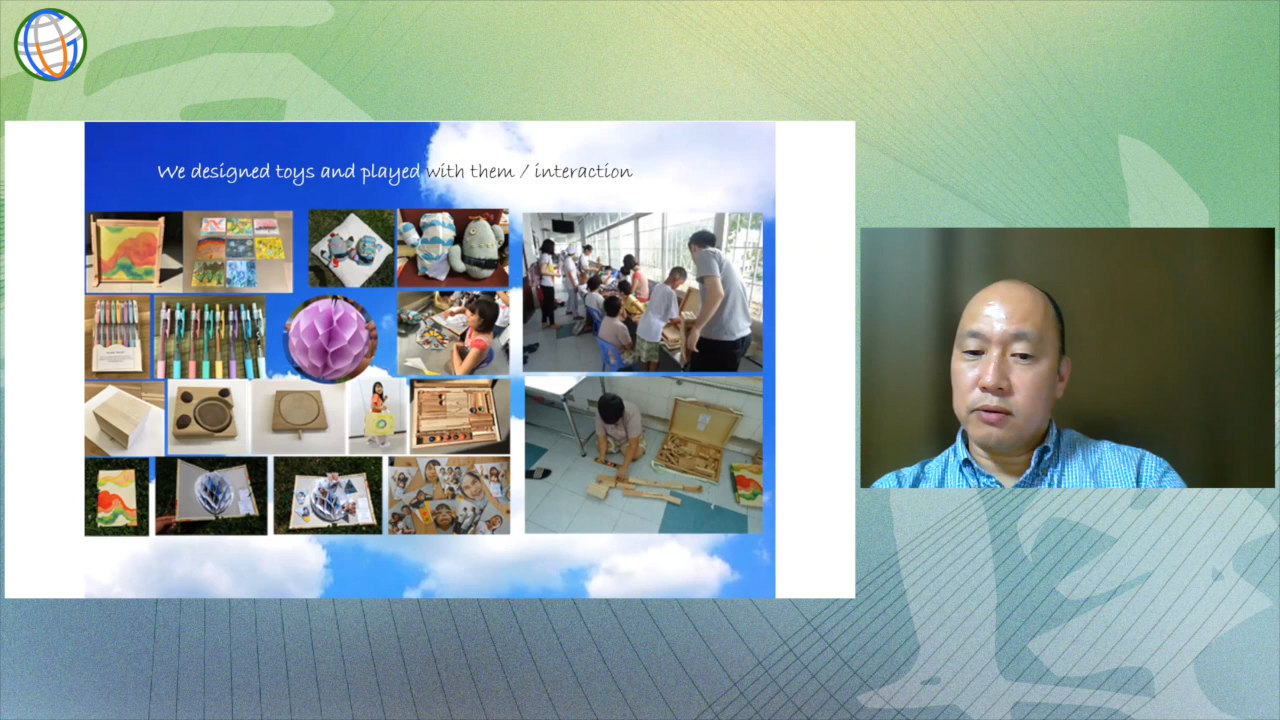 We designed toys and played with them / interaction